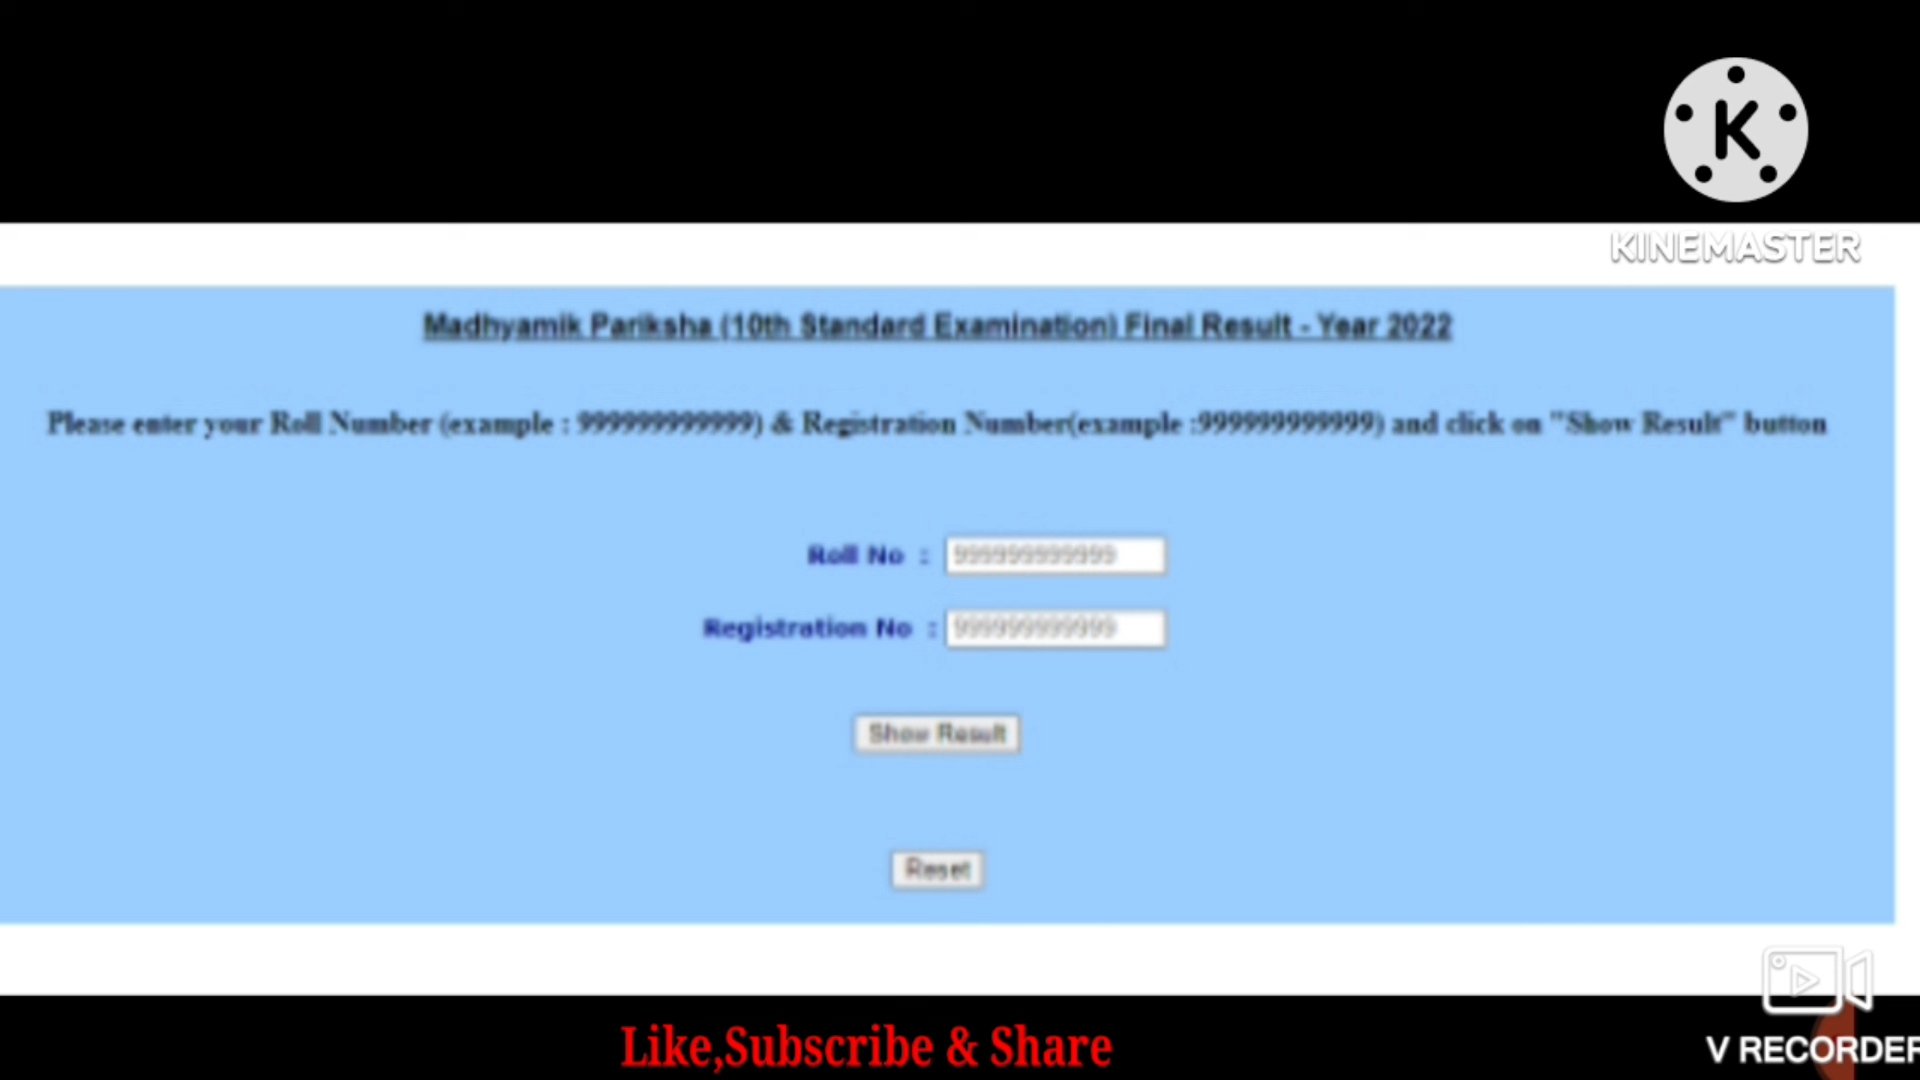 K
KINEMASTER
Madhyamik Pariksha (10th Standard Examination) Final Result - Year 2022
Please enter your Roll Number (example : 999999999999) & Registration Number(example :999999999999) and click on "Show Result" button
Roll No : 999999999999
Registration No : 999999999999
Show Result
Reset
Like,Subscribe & Share
V RECORDER